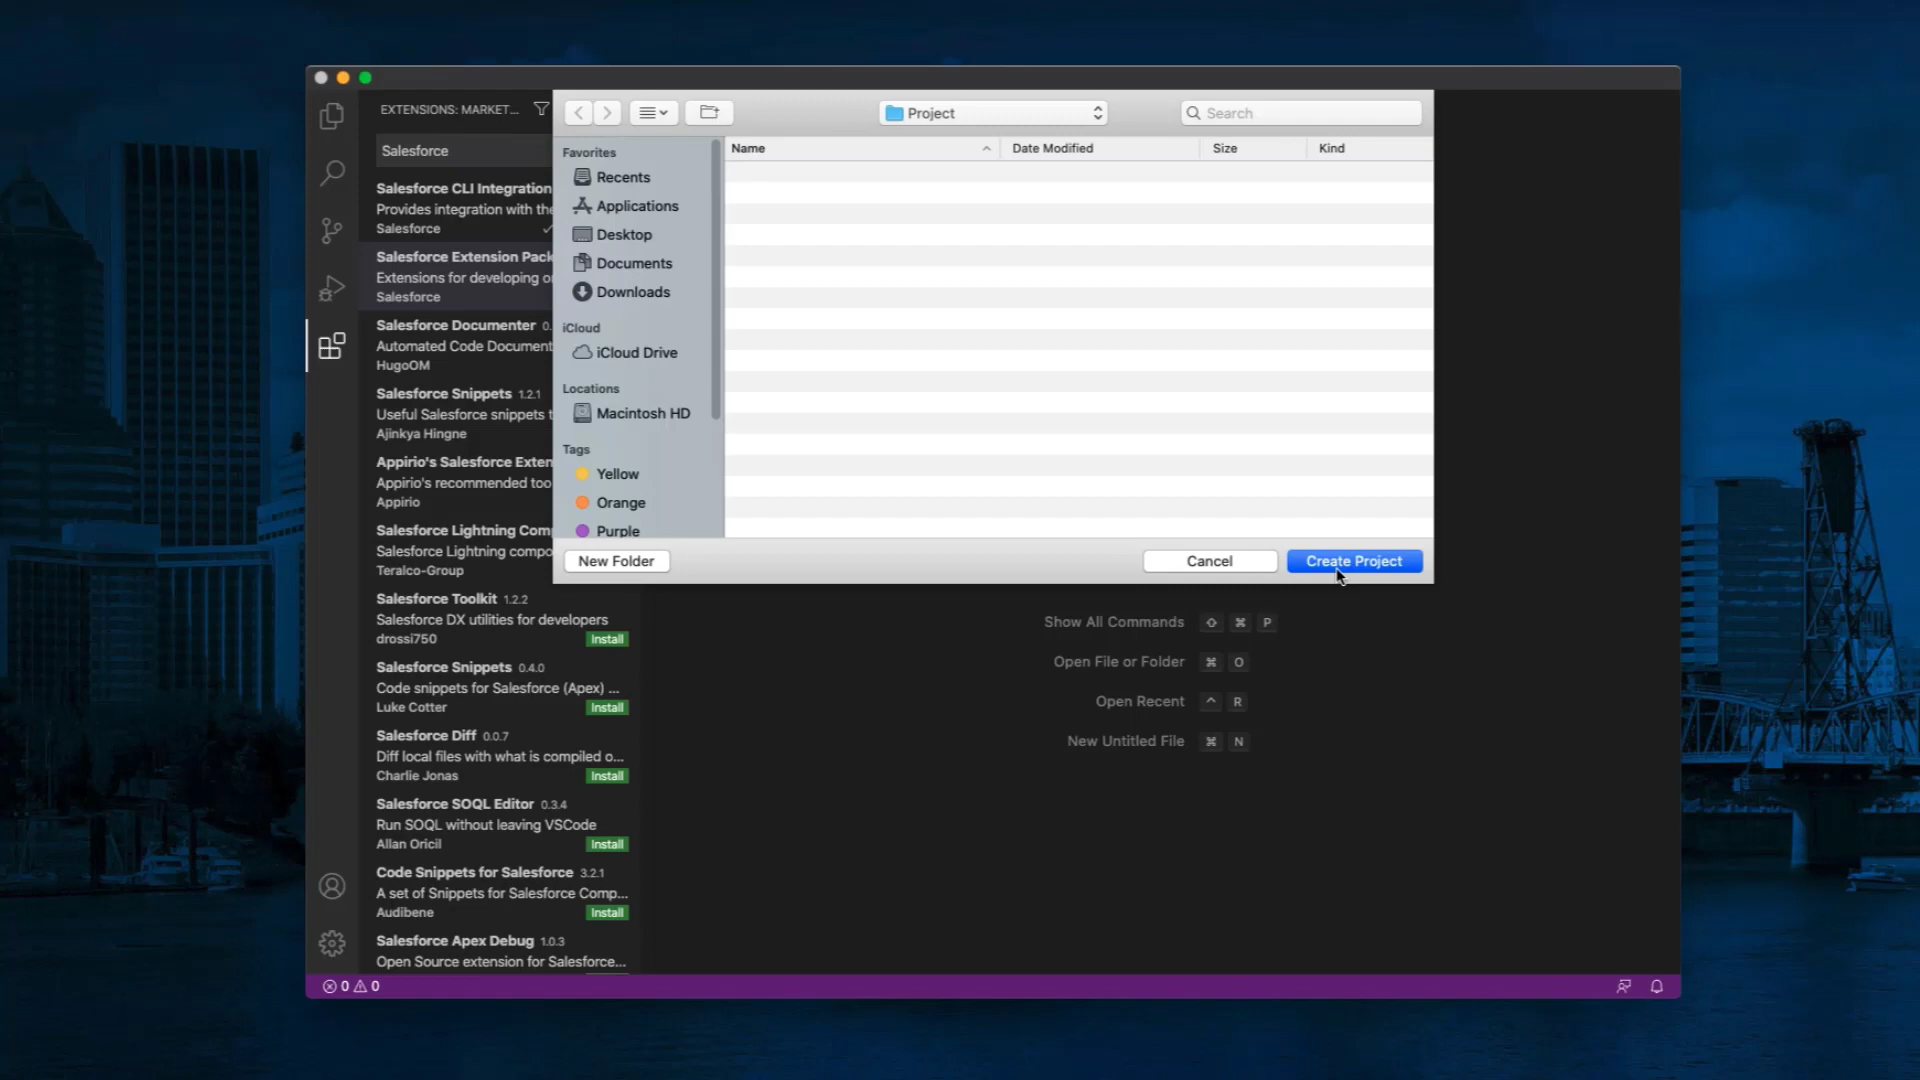 EXTENSIONS: MARKET...
Salesforce
Salesforce CLI Integration
Provides integration with the
Salesforce
Salesforce Extension Pack
Extensions for developing o
Salesforce
Salesforce Documenter 0.
Automated Code Document
HugoOM
Salesforce Snippets 1.2.1
Useful Salesforce snippets t
Ajinkya Hingne
Appirio's Salesforce Exten
Appirio's recommended too
Appirio
Salesforce Lightning Com
Salesforce Lightning compo
Teralco-Group
Salesforce Toolkit 1.2.2
Salesforce DX utilities for developers
drossi750 Install
Salesforce Snippets 0.4.0
Code snippets for Salesforce (Apex) ...
Luke Cotter Install
Salesforce Diff 0.0.7
Diff local files with what is compiled o...
Charlie Jonas Install
Salesforce SOQL Editor 0.3.4
Run SOQL without leaving VSCode
Allan Oricil Install
Code Snippets for Salesforce 3.2.1
A set of Snippets for Salesforce Comp...
Audibene Install
Salesforce Apex Debug 1.0.3
Open Source extension for Salesforce...
0 0
Project
Search
Favorites
Recents
Applications
Desktop
Documents
Downloads
iCloud
iCloud Drive
Locations
Macintosh HD
Tags
Yellow
Orange
Purple
Name Date Modified Size Kind
New Folder Cancel Create Project
Show All Commands ⇧ ⌘ P
Open File or Folder ⌘ O
Open Recent ^ R
New Untitled File ⌘ N